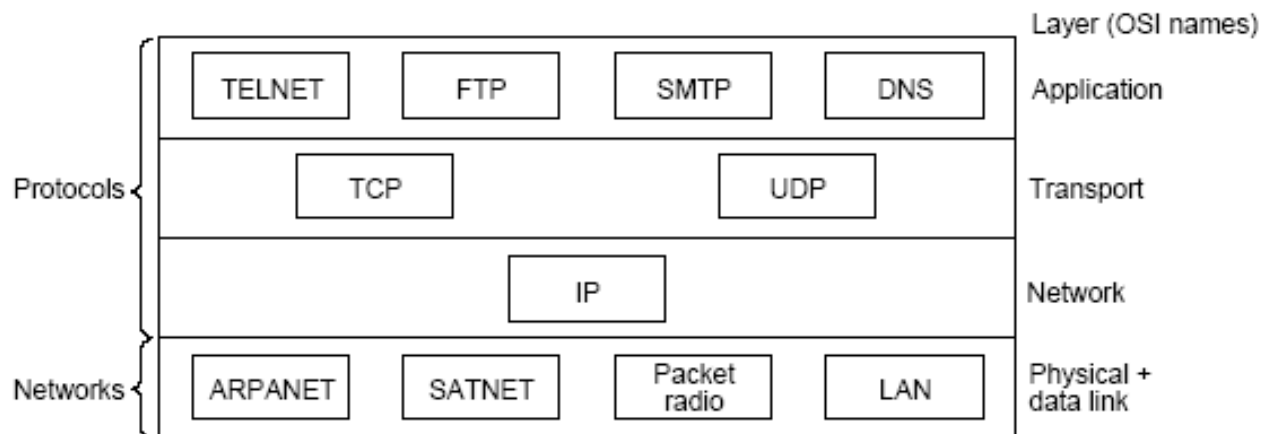 Layer (OSI names)
TELNET FTP SMTP DNS Application
Protocols TCP UDP Transport
IP Network
Networks ARPANET SATNET Packet radio LAN Physical + data link